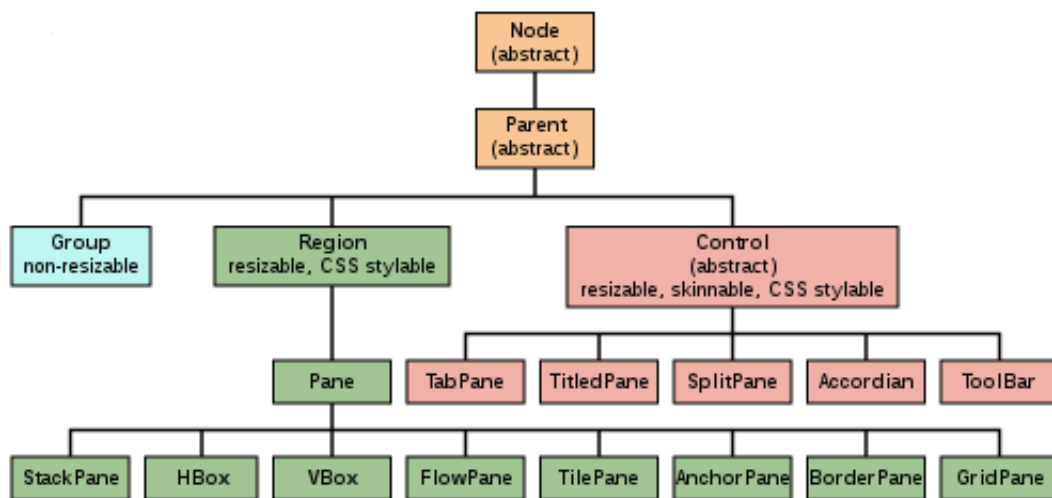 Node
(abstract)
Parent
(abstract)
Group
non-resizable
Region
resizable, CSS stylable
Control
(abstract)
resizable, skinnable, CSS stylable
Pane
TabPane
TitledPane
SplitPane
Accordian
ToolBar
StackPane
HBox
VBox
FlowPane
TilePane
AnchorPane
BorderPane
GridPane